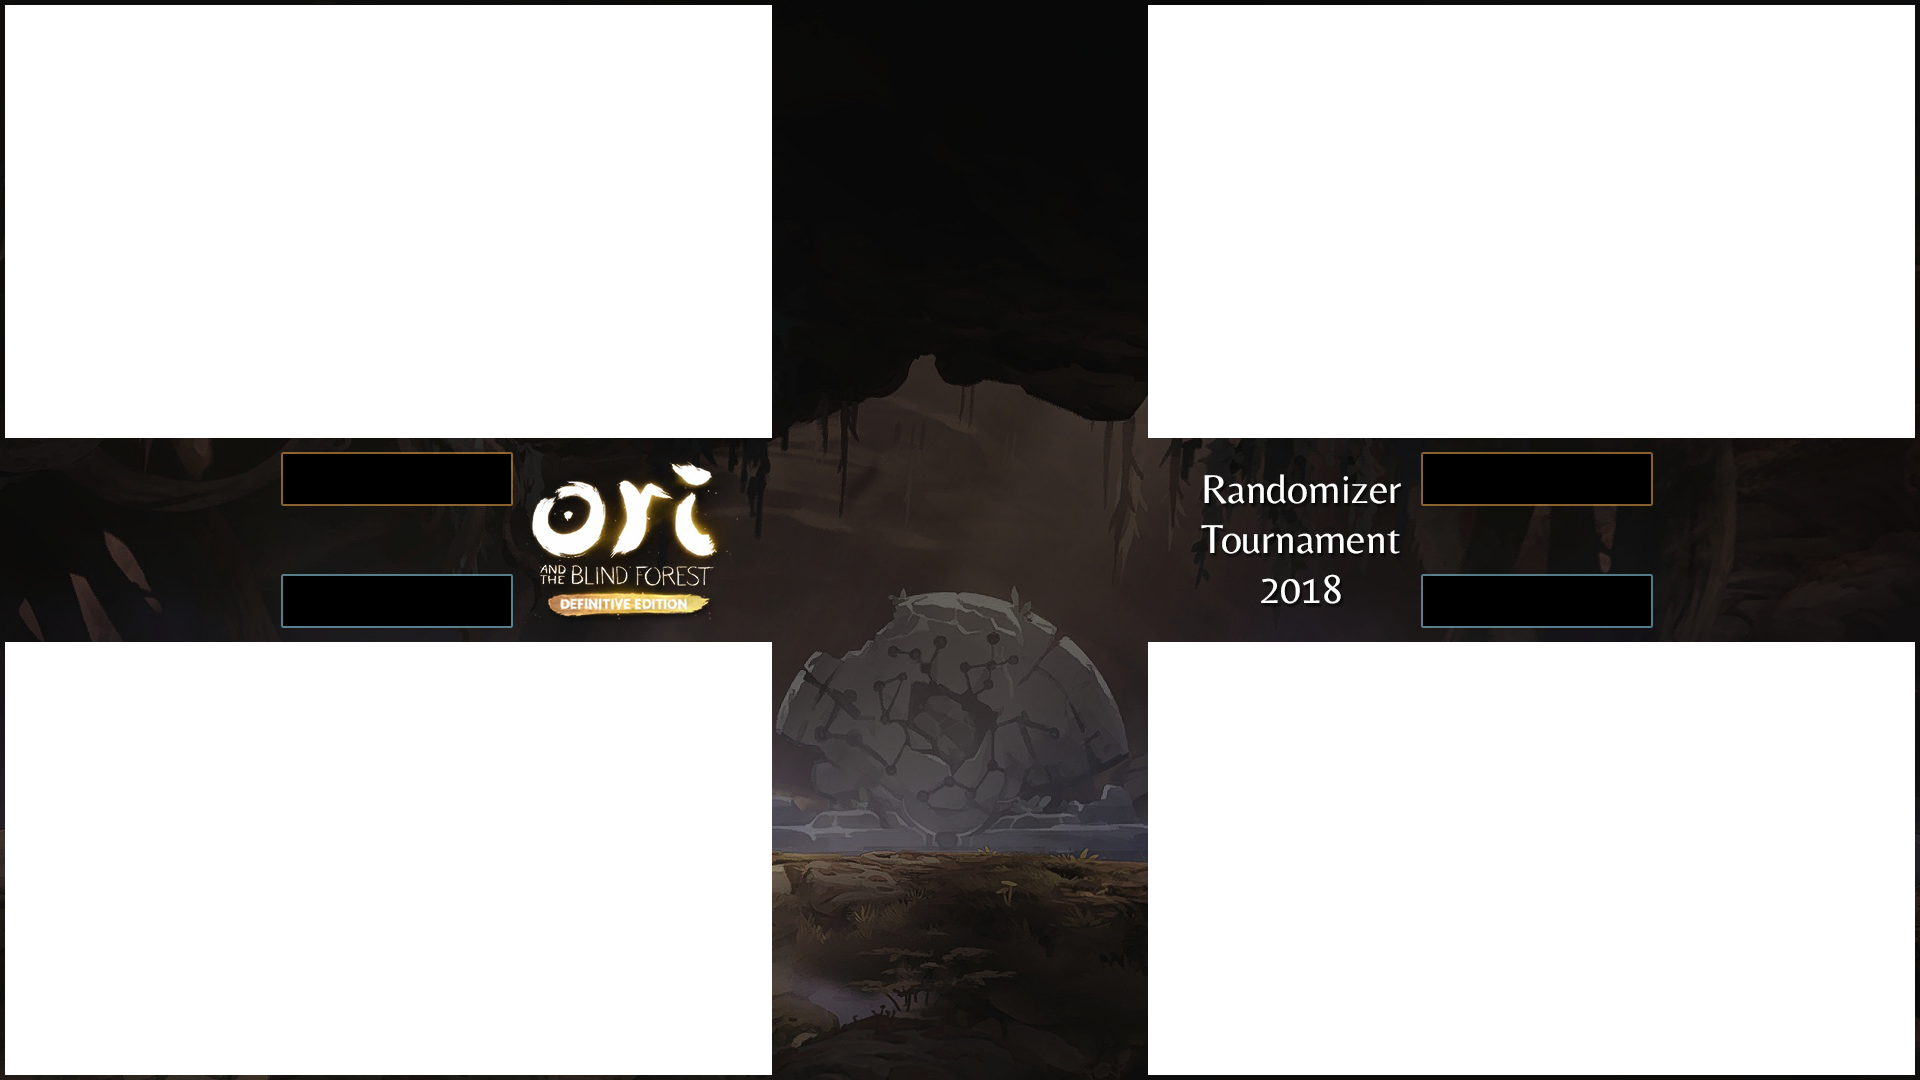 ori
AND THE BLIND FOREST
DEFINITIVE EDITION
Randomizer
Tournament
2018